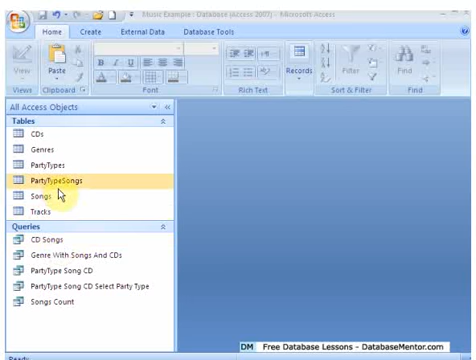 Music Example : Database (Access 2007) - Microsoft Access
Home Create External Data Database Tools
View Paste B I U Records Filter Find
Views Clipboard Font Rich Text Sort & Filter Find
All Access Objects
Tables
CDs
Genres
PartyTypes
PartyTypeSongs
Songs
Tracks
Queries
CD Songs
Genre With Songs And CDs
PartyType Song CD
PartyType Song CD Select Party Type
Songs Count
DM Free Database Lessons - DatabaseMentor.com
Ready